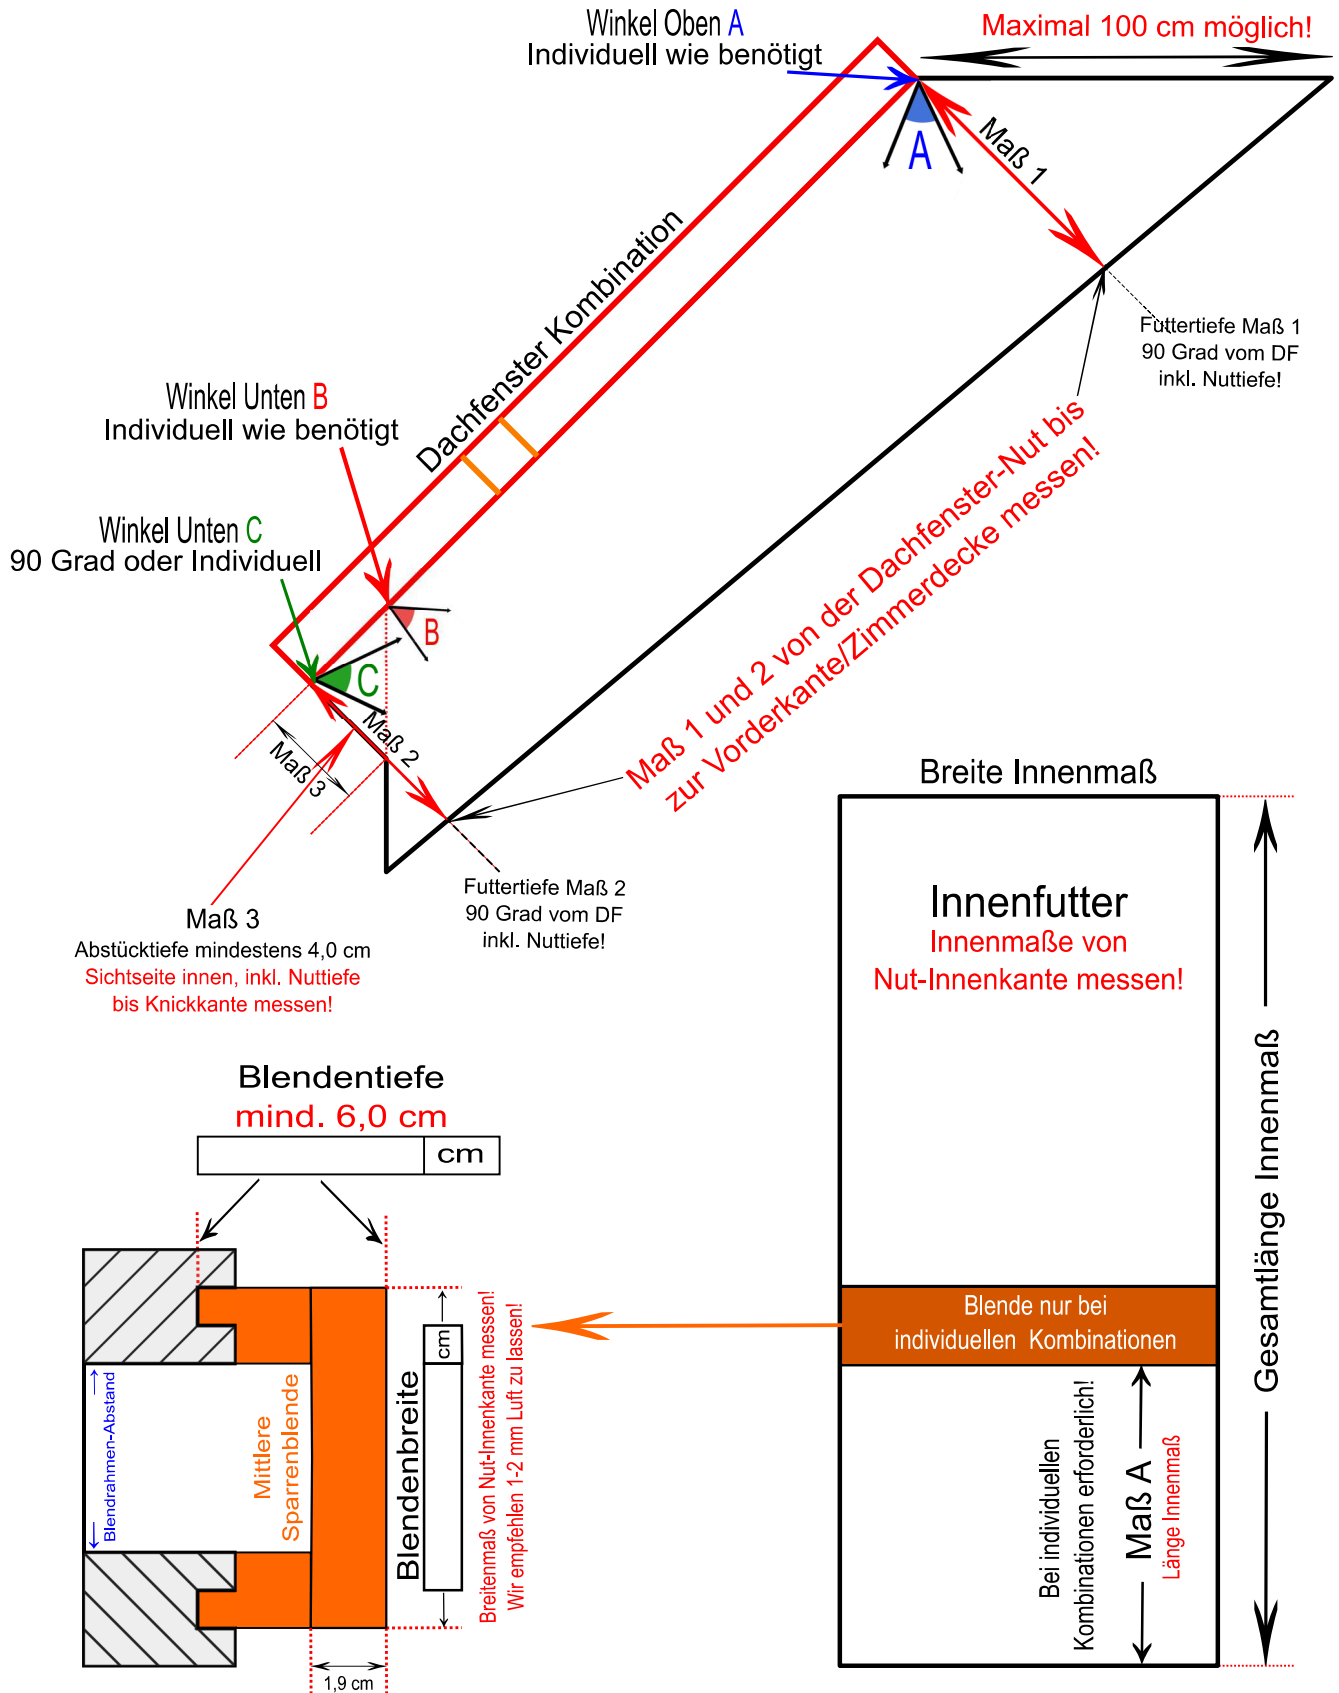 Winkel Oben A
Individuell wie benötigt
Maximal 100 cm möglich!
A
Maß 1
Futtertiefe Maß 1
90 Grad vom DF
inkl. Nuttiefe!
Dachfenster Kombination
Winkel Unten B
Individuell wie benötigt
Winkel Unten C
90 Grad oder Individuell
B
C
Maß 2
Maß 3
Maß 1 und 2 von der Dachfenster-Nut bis
zur Vorderkante/Zimmerdecke messen!
Maß 3
Abstücktiefe mindestens 4,0 cm
Sichtseite innen, inkl. Nuttiefe
bis Knickkante messen!
Futtertiefe Maß 2
90 Grad vom DF
inkl. Nuttiefe!
Breite Innenmaß
Innenfutter
Innenmaße von
Nut-Innenkante messen!
Gesamtlänge Innenmaß
Blende nur bei
individuellen Kombinationen
Bei individuellen
Kombinationen erforderlich!
Maß A
Länge Innenmaß
Blendentiefe
mind. 6,0 cm
cm
Blendrahmen-Abstand
Mittlere
Sparrenblende
Blendenbreite
cm
Breitenmaß von Nut-Innenkante messen!
Wir empfehlen 1-2 mm Luft zu lassen!
1,9 cm